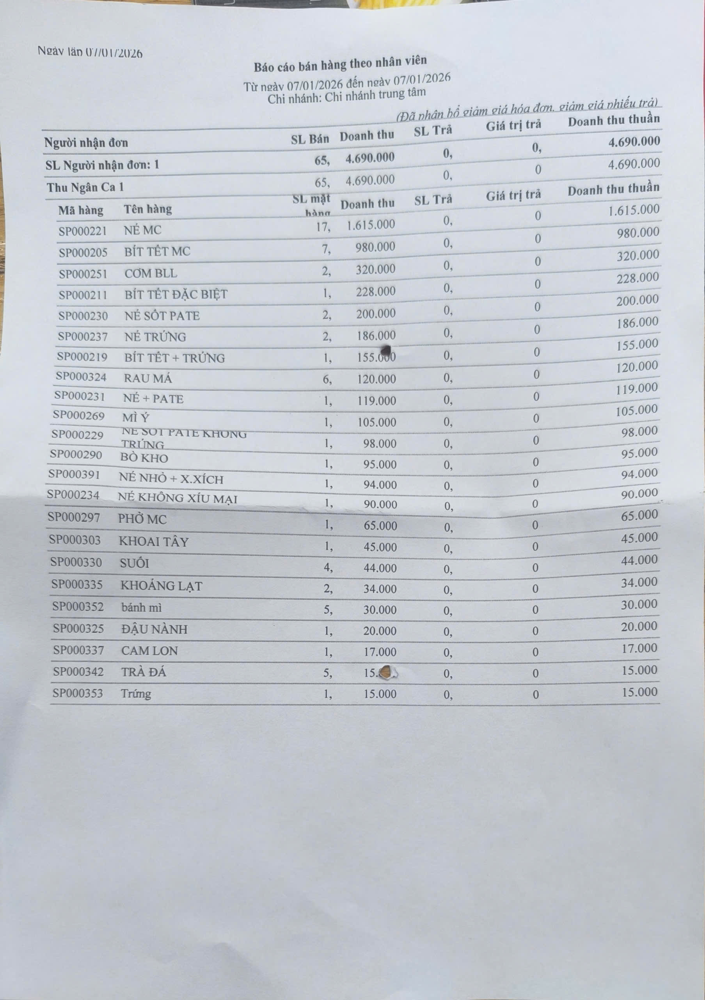 Ngày lập 07/01/2026
Báo cáo bán hàng theo nhân viên
Từ ngày 07/01/2026 đến ngày 07/01/2026
Chi nhánh: Chi nhánh trung tâm
(Đã phân bổ giảm giá hóa đơn, giảm giá phiếu trả)
Người nhận đơn SL Bán Doanh thu SL Trả Giá trị trả Doanh thu thuần
SL Người nhận đơn: 1 65, 4.690.000 0, 0, 4.690.000
Thu Ngân Ca 1 65, 4.690.000 0, 0 4.690.000
Mã hàng Tên hàng SL mặt hàng Doanh thu SL Trả Giá trị trả Doanh thu thuần
SP000221 NÉ MC 17, 1.615.000 0, 0 1.615.000
SP000205 BÍT TẾT MC 7, 980.000 0, 0 980.000
SP000251 CƠM BLL 2, 320.000 0, 0 320.000
SP000211 BÍT TẾT ĐẶC BIỆT 1, 228.000 0, 0 228.000
SP000230 NÉ SỐT PATE 2, 200.000 0, 0 200.000
SP000237 NÉ TRỨNG 2, 186.000 0, 0 186.000
SP000219 BÍT TẾT + TRỨNG 1, 155.000 0, 0 155.000
SP000324 RAU MÁ 6, 120.000 0, 0 120.000
SP000231 NÉ + PATE 1, 119.000 0, 0 119.000
SP000269 MÌ Ý 1, 105.000 0, 0 105.000
SP000229 NÉ SỐT PATE KHÔNG TRỨNG 1, 98.000 0, 0 98.000
SP000290 BÒ KHO 1, 95.000 0, 0 95.000
SP000391 NÉ NHỎ + X.XÍCH 1, 94.000 0, 0 94.000
SP000234 NÉ KHÔNG XÍU MẠI 1, 90.000 0, 0 90.000
SP000297 PHỞ MC 1, 65.000 0, 0 65.000
SP000303 KHOAI TÂY 1, 45.000 0, 0 45.000
SP000330 SUỐI 4, 44.000 0, 0 44.000
SP000335 KHOÁNG LẠT 2, 34.000 0, 0 34.000
SP000352 bánh mì 5, 30.000 0, 0 30.000
SP000325 ĐẬU NÀNH 1, 20.000 0, 0 20.000
SP000337 CAM LON 1, 17.000 0, 0 17.000
SP000342 TRÀ ĐÁ 5, 15. 0, 0 15.000
SP000353 Trứng 1, 15.000 0, 0 15.000